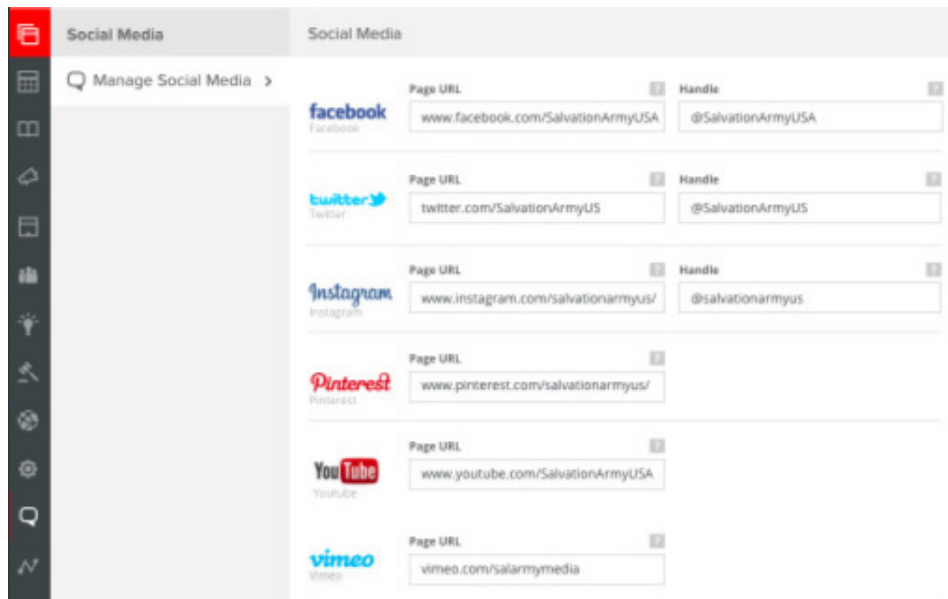 Social Media
Social Media
Manage Social Media >
Page URL ? Handle ?
facebook
Facebook
www.facebook.com/SalvationArmyUSA @SalvationArmyUSA
Page URL ? Handle ?
twitter
Twitter
twitter.com/SalvationArmyUS @SalvationArmyUS
Page URL ? Handle ?
Instagram
Instagram
www.instagram.com/salvationarmyus/ @salvationarmyus
Page URL ?
Pinterest
Pinterest
www.pinterest.com/salvationarmyus/
Page URL ?
You Tube
Youtube
www.youtube.com/SalvationArmyUSA
Page URL ?
vimeo
Vimeo
vimeo.com/salarmymedia